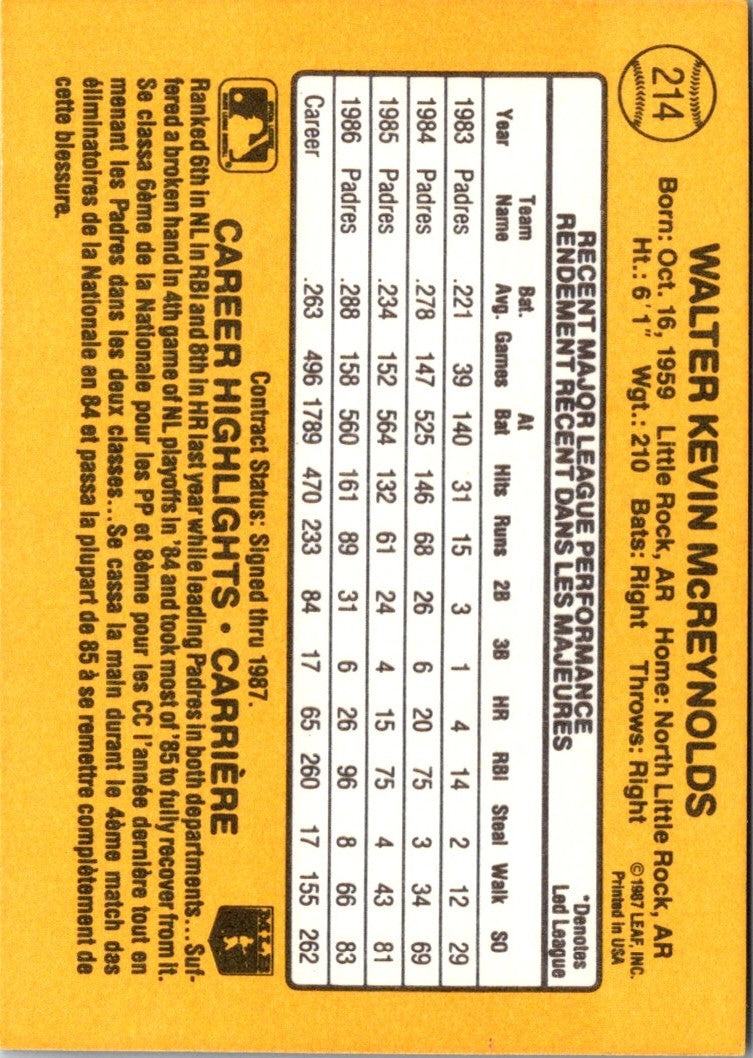 214
WALTER KEVIN McREYNOLDS
Born: Oct. 16, 1959 Little Rock, AR Home: North Little Rock, AR
Ht.: 6'1" Wgt.: 210 Bats: Right Throws: Right
©1987 LEAF, INC.
Printed in USA
RECENT MAJOR LEAGUE PERFORMANCE
RENDEMENT RÉCENT DANS LES MAJEURES
*Denotes
Led League
Year Team Name Bat. Avg. Games At Bat Hits Runs 2B 3B HR RBI Steal Walk SO
1983 Padres .221 39 140 31 15 3 1 4 14 2 12 29
1984 Padres .278 147 525 146 68 26 6 20 75 3 34 69
1985 Padres .234 152 564 132 61 24 4 15 75 4 43 81
1986 Padres .288 158 560 161 89 31 6 26 96 8 66 83
Career .263 496 1789 470 233 84 17 65 260 17 155 262
Contract Status: Signed thru 1987.
CAREER HIGHLIGHTS • CARRIÈRE
MLB
Ranked 6th in NL in RBI and 8th in HR last year while leading Padres in both departments... Suf-
fered a broken hand in 4th game of NL playoffs in '84 and took most of '85 to fully recover from it.
Se classa 6ème de la Nationale pour les PP et 8ème pour les CC l'année dernière tout en
menant les Padres dans les deux classes... Se cassa la main durant le 4ème match das
éliminatoires de la Nationale en 84 et passa la plupart de 85 à se remettre complètement de
cette blessure.